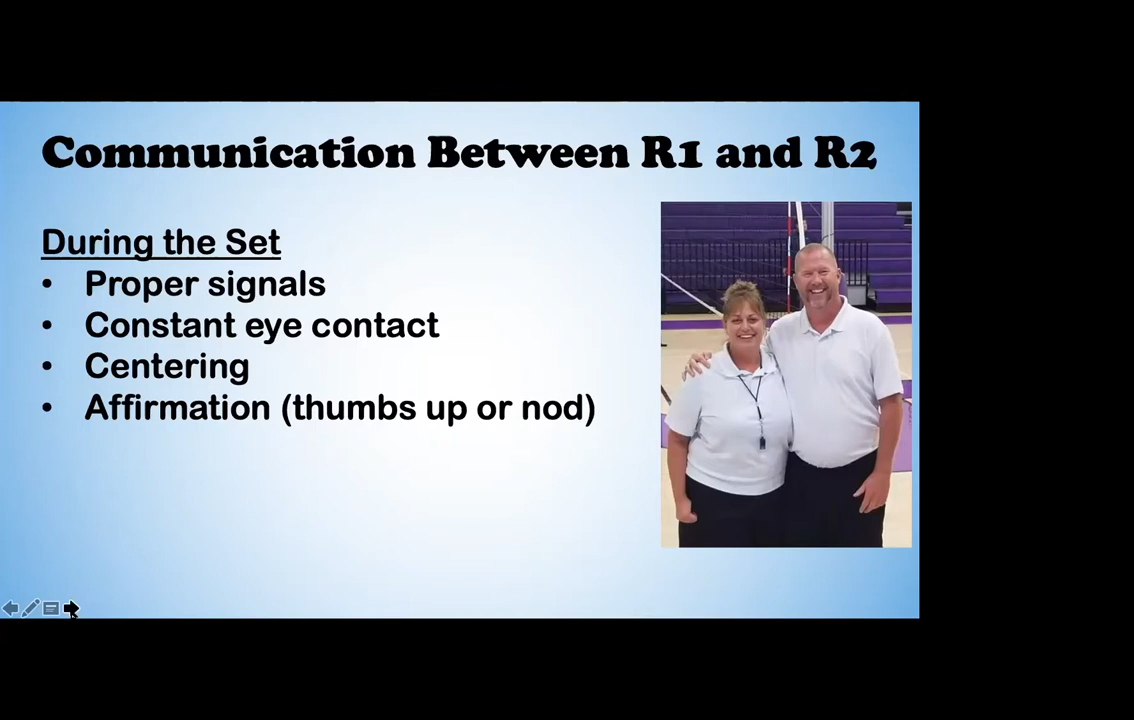 Communication Between R1 and R2
During the Set
• Proper signals
• Constant eye contact
• Centering
• Affirmation (thumbs up or nod)